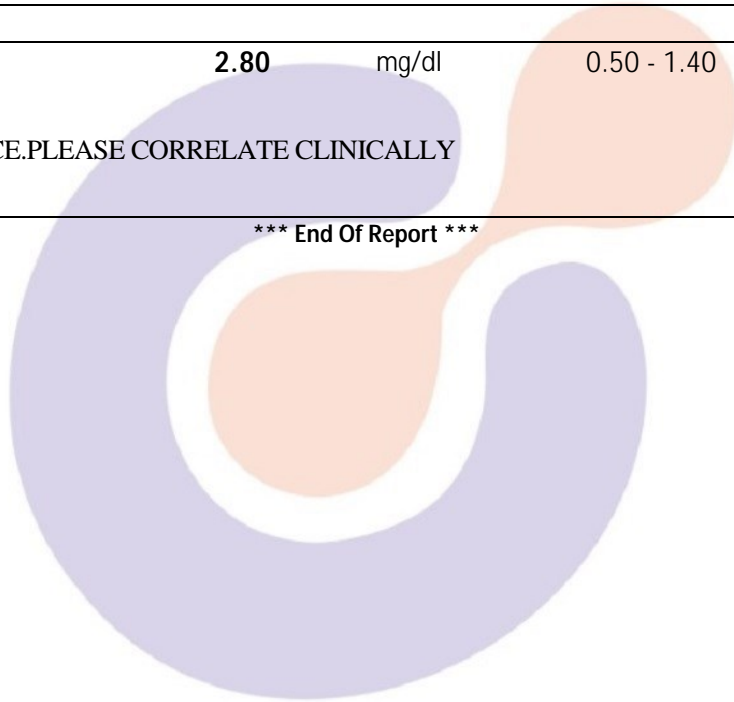 2.80 mg/dl 0.50 - 1.40
CE.PLEASE CORRELATE CLINICALLY
*** End Of Report ***